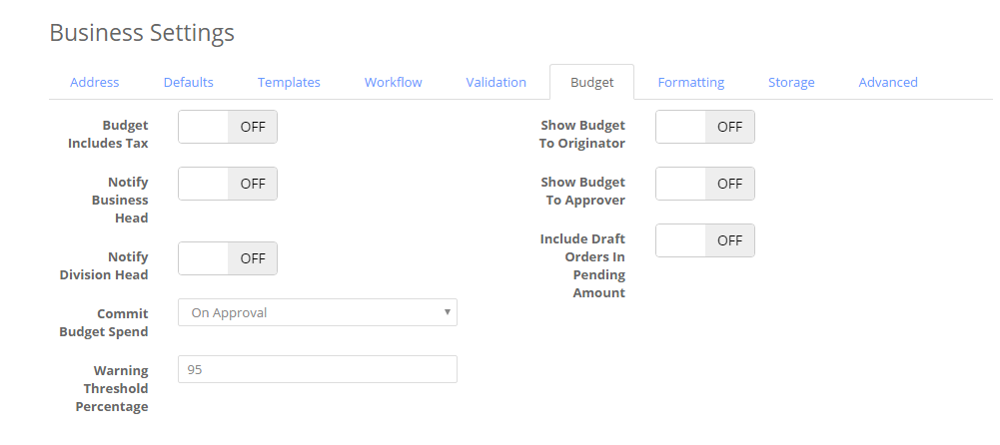 Business Settings
Address Defaults Templates Workflow Validation Budget Formatting Storage Advanced
Budget
Includes Tax
OFF
Notify
Business
Head
OFF
Notify
Division Head
OFF
Commit
Budget Spend
On Approval
Warning
Threshold
Percentage
95
Show Budget
To Originator
OFF
Show Budget
To Approver
OFF
Include Draft
Orders In
Pending
Amount
OFF